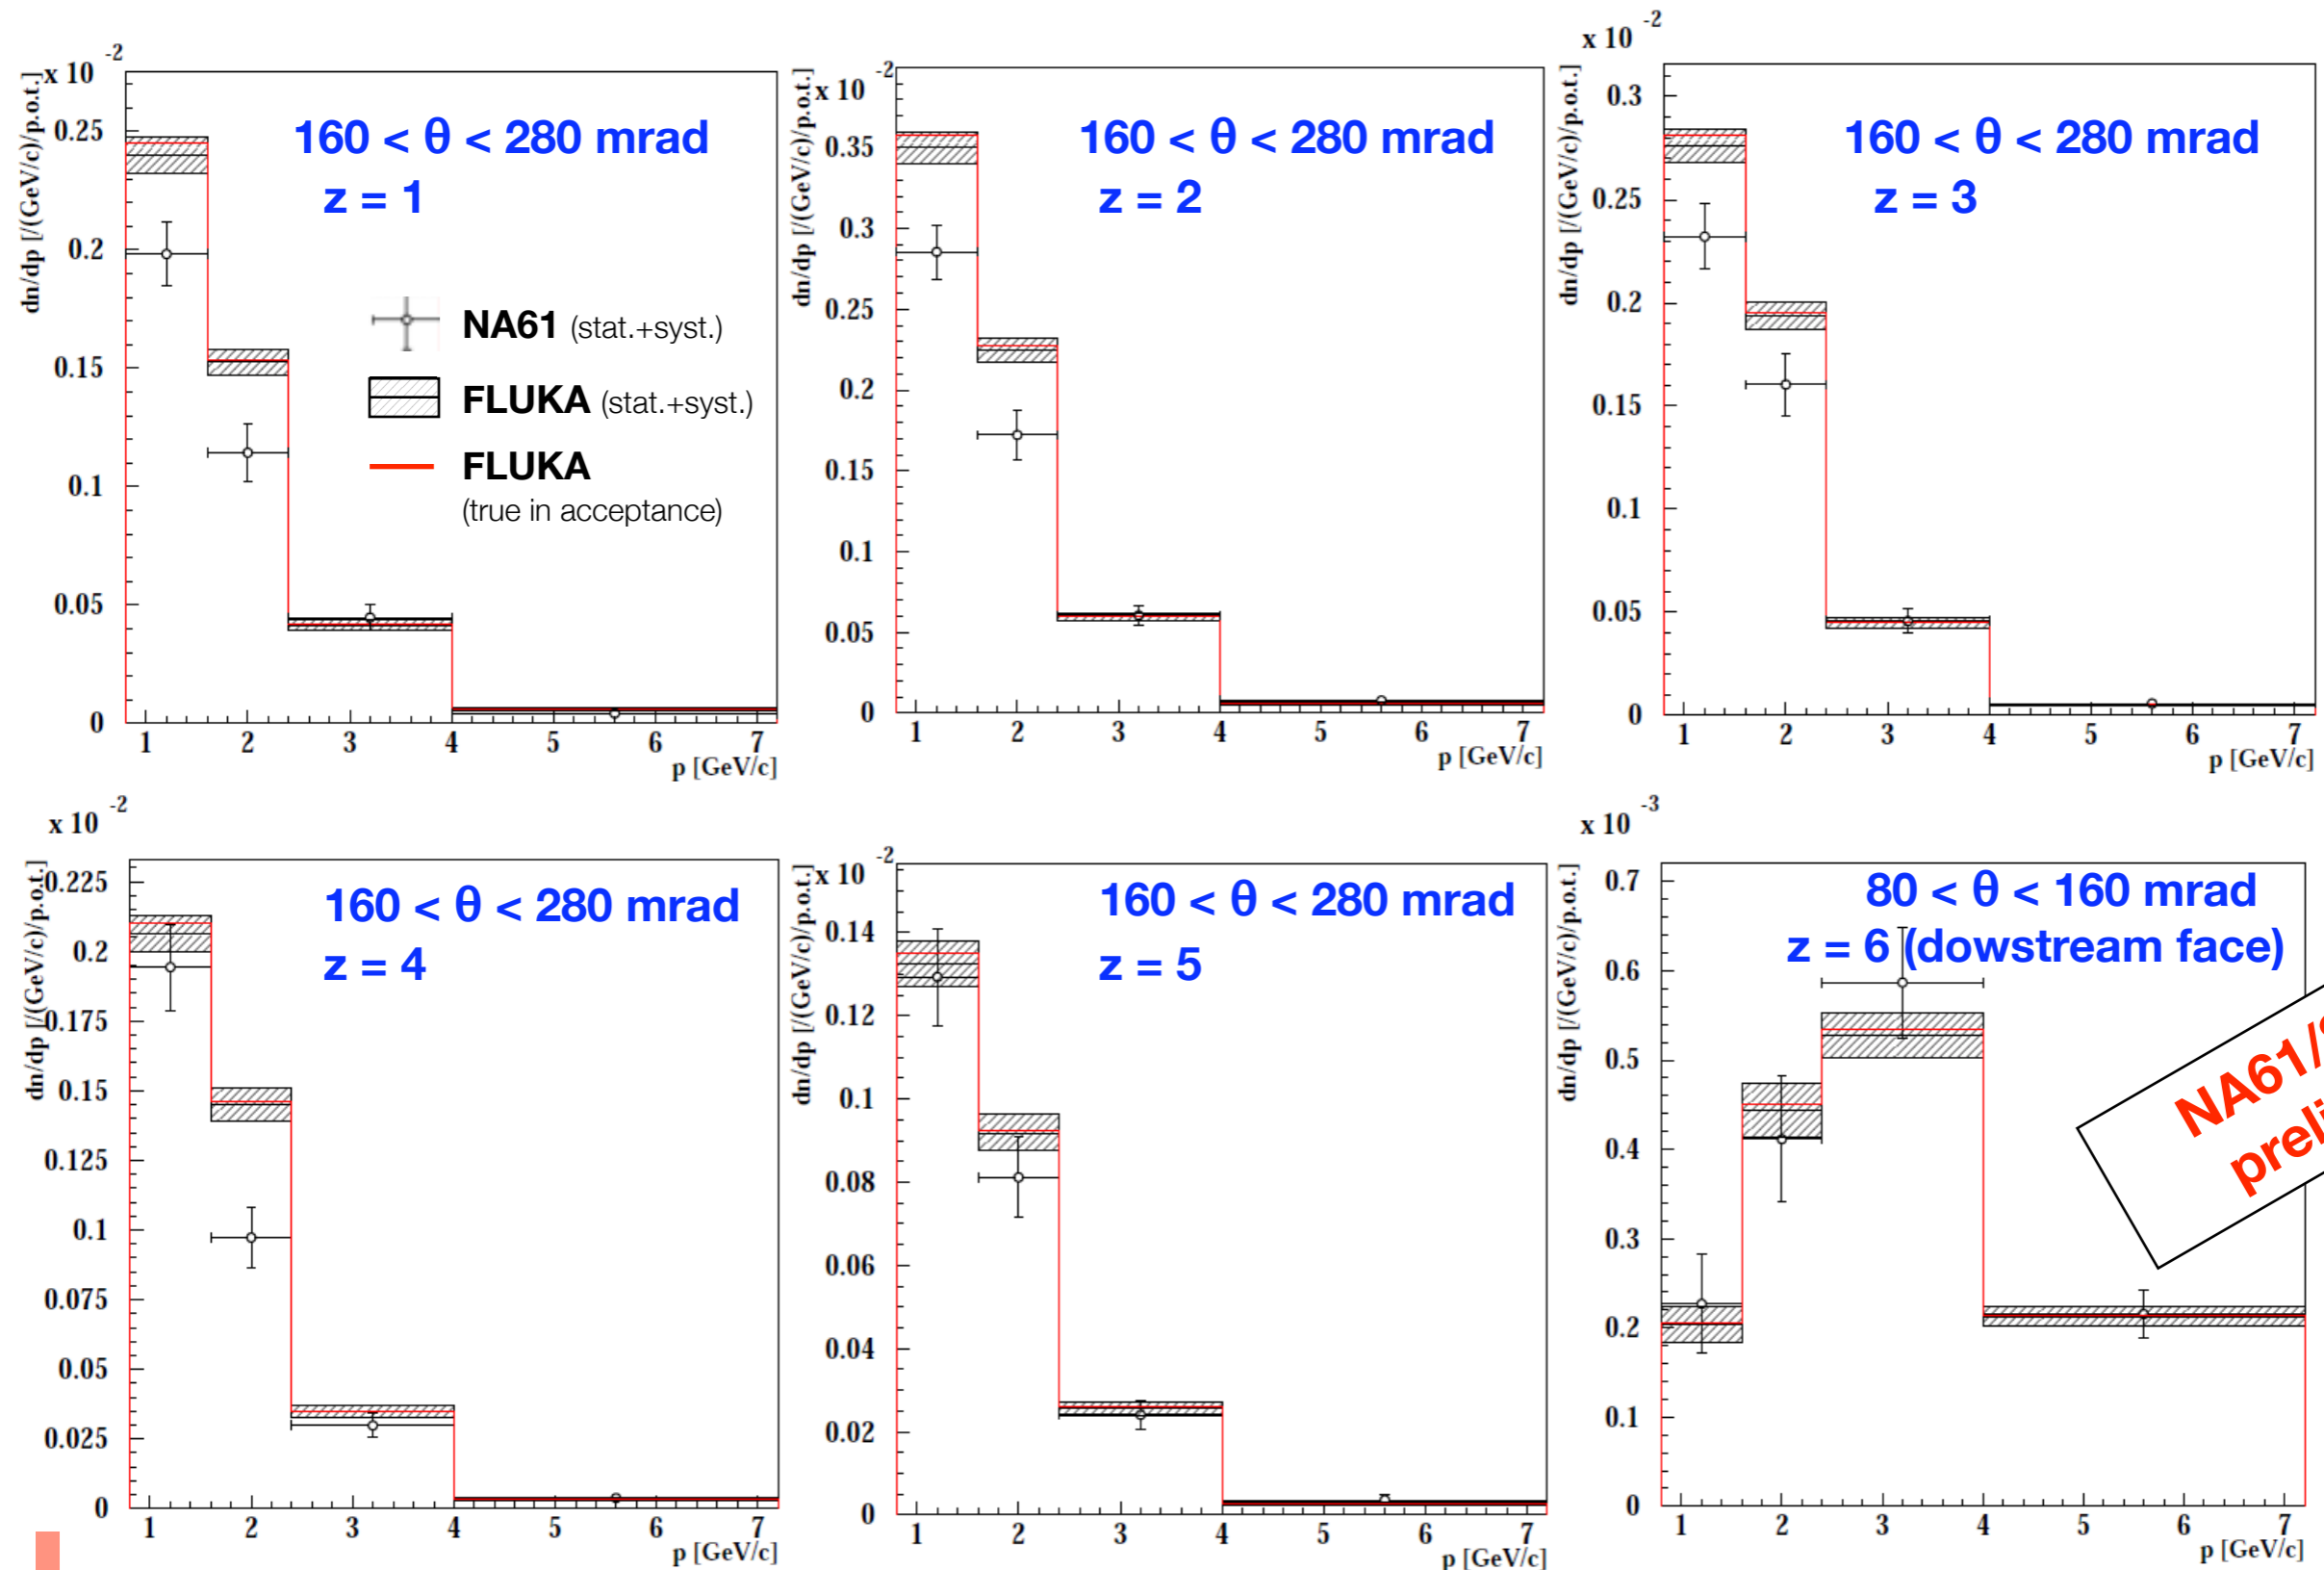 x 10 -2
dn/dp [/(GeV/c)/p.o.t.]
0.25
0.2
0.15
0.1
0.05
0
160 < θ < 280 mrad
z = 1
NA61 (stat.+syst.)
FLUKA (stat.+syst.)
FLUKA
(true in acceptance)
1 2 3 4 5 6 7
p [GeV/c]
x 10 -2
dn/dp [/(GeV/c)/p.o.t.]
0.35
0.3
0.25
0.2
0.15
0.1
0.05
0
160 < θ < 280 mrad
z = 2
1 2 3 4 5 6 7
p [GeV/c]
x 10 -2
dn/dp [/(GeV/c)/p.o.t.]
0.3
0.25
0.2
0.15
0.1
0.05
0
160 < θ < 280 mrad
z = 3
1 2 3 4 5 6 7
p [GeV/c]
x 10 -2
dn/dp [/(GeV/c)/p.o.t.]
0.225
0.2
0.175
0.15
0.125
0.1
0.075
0.05
0.025
0
160 < θ < 280 mrad
z = 4
1 2 3 4 5 6 7
p [GeV/c]
x 10 -2
dn/dp [/(GeV/c)/p.o.t.]
0.14
0.12
0.1
0.08
0.06
0.04
0.02
0
160 < θ < 280 mrad
z = 5
1 2 3 4 5 6 7
p [GeV/c]
x 10 -3
dn/dp [/(GeV/c)/p.o.t.]
0.7
0.6
0.5
0.4
0.3
0.2
0.1
0
80 < θ < 160 mrad
z = 6 (dowstream face)
NA61/
1 2 3 4 5 6 7
p [GeV/c]